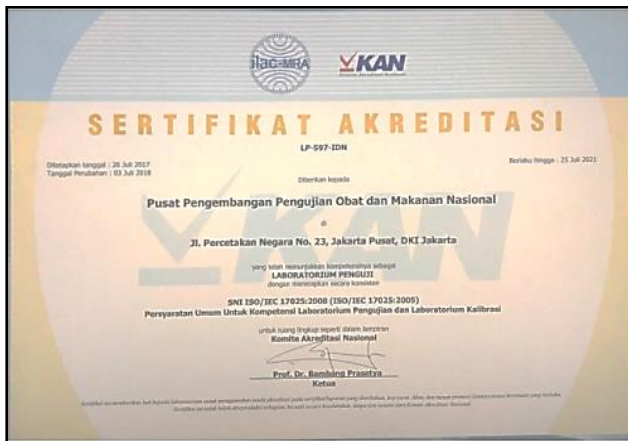 ilac-MRA
KAN
Komite Akreditasi Nasional
SERTIFIKAT AKREDITASI
LP-597-IDN
Ditetapkan tanggal : 26 Juli 2017
Tanggal Perubahan : 03 Juli 2018
Berlaku hingga : 25 Juli 2021
Diberikan kepada
Pusat Pengembangan Pengujian Obat dan Makanan Nasional
di
Jl. Percetakan Negara No. 23, Jakarta Pusat, DKI Jakarta
yang telah menunjukkan kompetensinya sebagai
LABORATORIUM PENGUJI
dengan menerapkan secara konsisten
SNI ISO/IEC 17025:2008 (ISO/IEC 17025:2005)
Persyaratan Umum Untuk Kompetensi Laboratorium Pengujian dan Laboratorium Kalibrasi
untuk ruang lingkup seperti dalam lampiran
Komite Akreditasi Nasional
Prof. Dr. Bambang Prasetya
Ketua